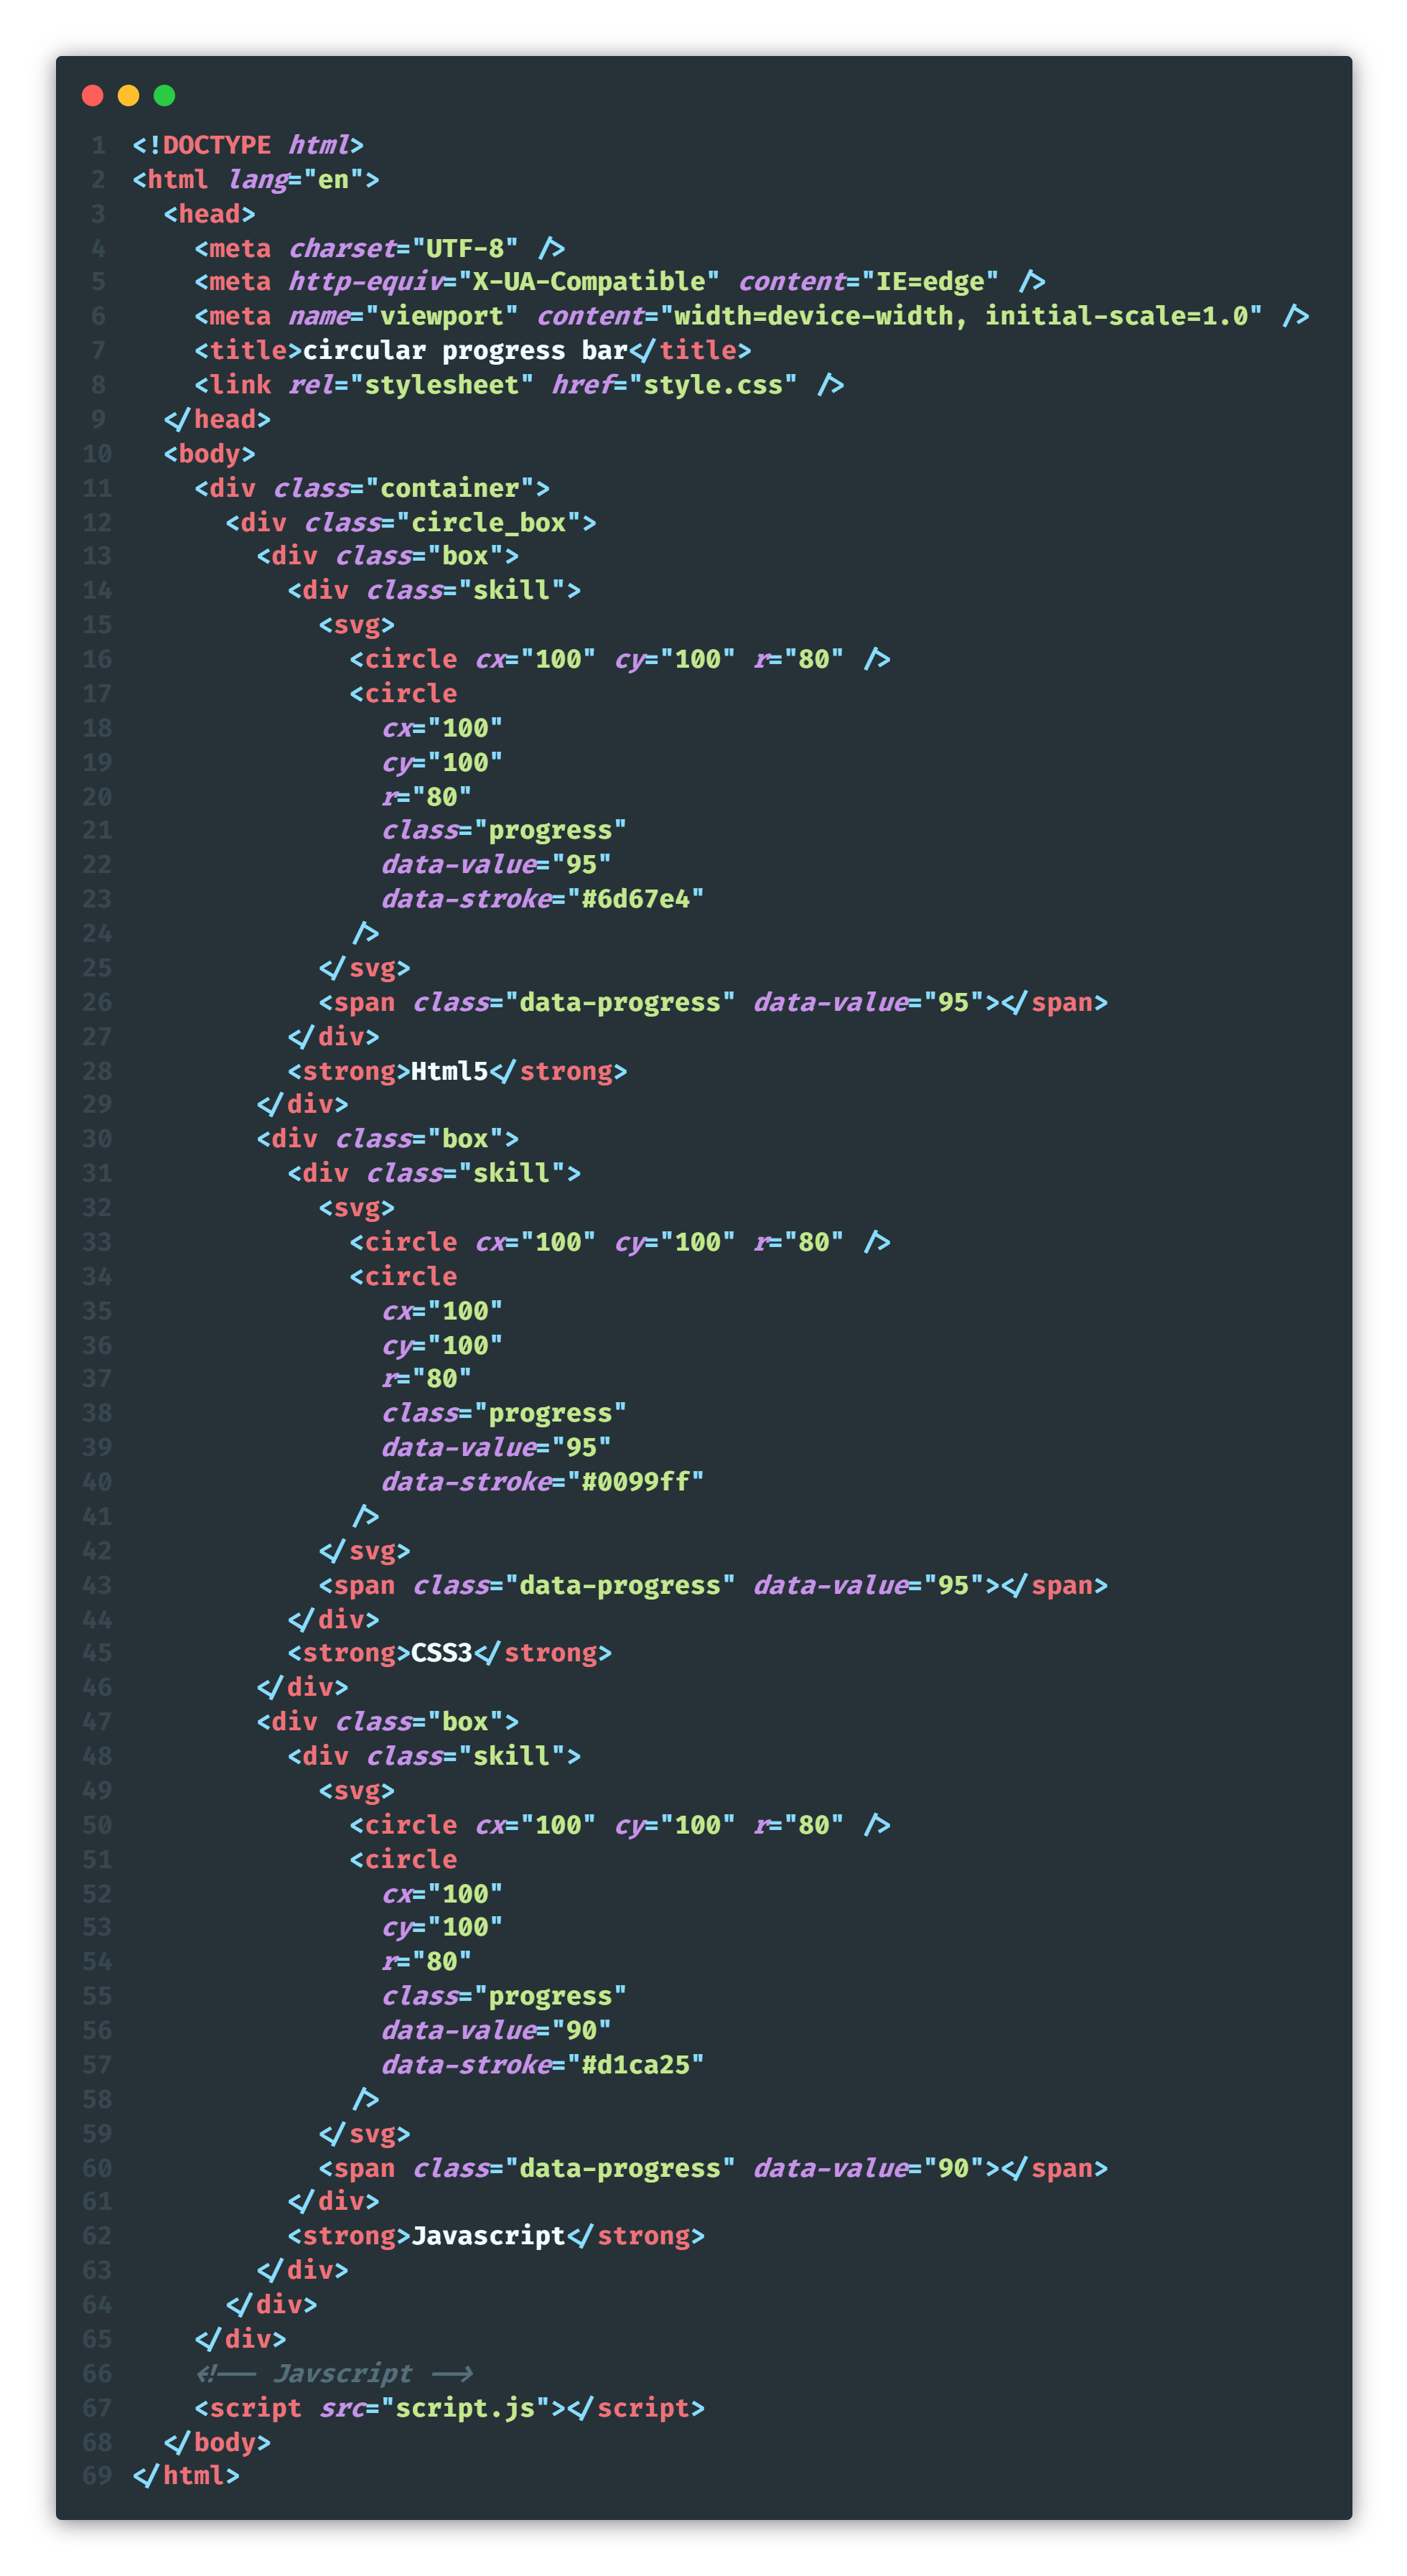 1 <!DOCTYPE html>
2 <html lang="en">
3   <head>
4     <meta charset="UTF-8" />
5     <meta http-equiv="X-UA-Compatible" content="IE=edge" />
6     <meta name="viewport" content="width=device-width, initial-scale=1.0" />
7     <title>circular progress bar</title>
8     <link rel="stylesheet" href="style.css" />
9   </head>
10   <body>
11     <div class="container">
12       <div class="circle_box">
13         <div class="box">
14           <div class="skill">
15             <svg>
16               <circle cx="100" cy="100" r="80" />
17               <circle
18                 cx="100"
19                 cy="100"
20                 r="80"
21                 class="progress"
22                 data-value="95"
23                 data-stroke="#6d67e4"
24               />
25             </svg>
26             <span class="data-progress" data-value="95"></span>
27           </div>
28           <strong>Html5</strong>
29         </div>
30         <div class="box">
31           <div class="skill">
32             <svg>
33               <circle cx="100" cy="100" r="80" />
34               <circle
35                 cx="100"
36                 cy="100"
37                 r="80"
38                 class="progress"
39                 data-value="95"
40                 data-stroke="#0099ff"
41               />
42             </svg>
43             <span class="data-progress" data-value="95"></span>
44           </div>
45           <strong>CSS3</strong>
46         </div>
47         <div class="box">
48           <div class="skill">
49             <svg>
50               <circle cx="100" cy="100" r="80" />
51               <circle
52                 cx="100"
53                 cy="100"
54                 r="80"
55                 class="progress"
56                 data-value="90"
57                 data-stroke="#d1ca25"
58               />
59             </svg>
60             <span class="data-progress" data-value="90"></span>
61           </div>
62           <strong>Javascript</strong>
63         </div>
64       </div>
65     </div>
66     <!-- Javscript -->
67     <script src="script.js"></script>
68   </body>
69 </html>